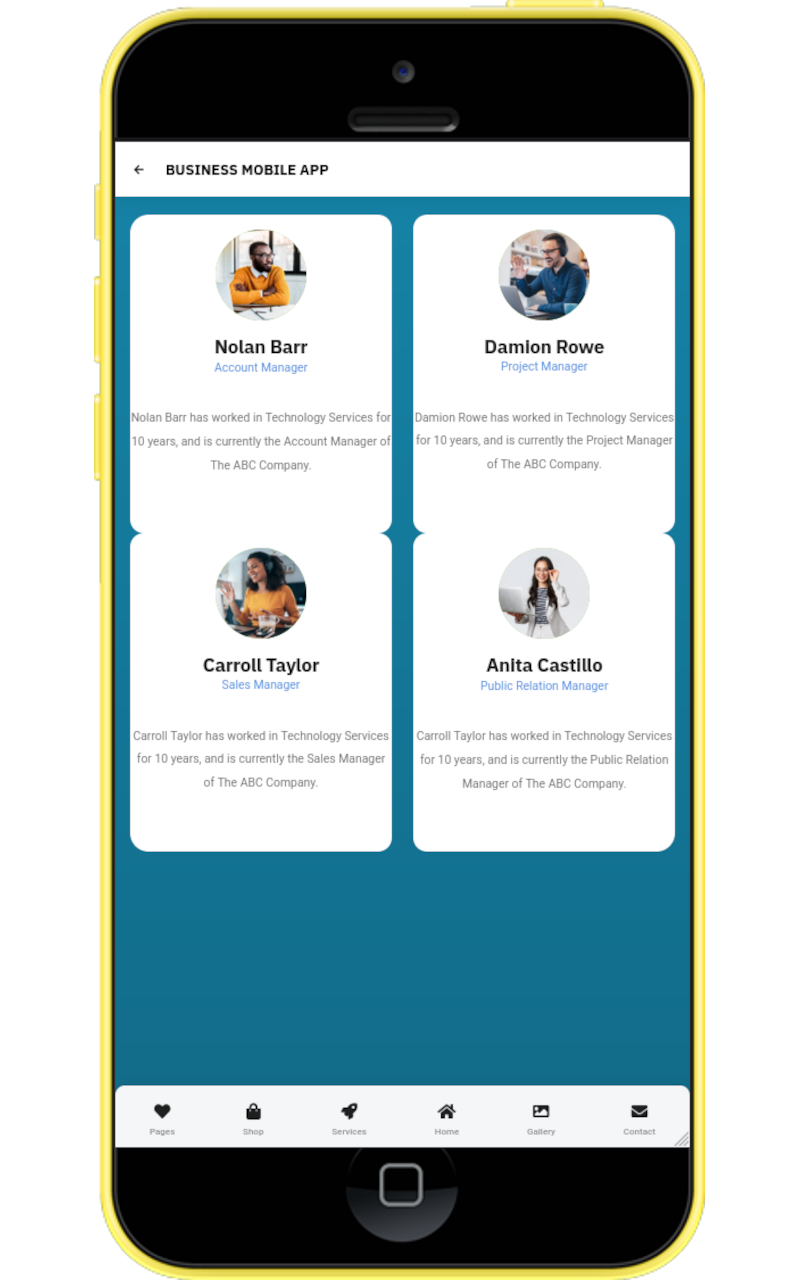 BUSINESS MOBILE APP
Nolan Barr
Account Manager
Nolan Barr has worked in Technology Services for
10 years, and is currently the Account Manager of
The ABC Company.
Damion Rowe
Project Manager
Damion Rowe has worked in Technology Services
for 10 years, and is currently the Project Manager
of The ABC Company.
Carroll Taylor
Sales Manager
Carroll Taylor has worked in Technology Services
for 10 years, and is currently the Sales Manager
of The ABC Company.
Anita Castillo
Public Relation Manager
Carroll Taylor has worked in Technology Services
for 10 years, and is currently the Public Relation
Manager of The ABC Company.
Pages
Shop
Services
Home
Gallery
Contact